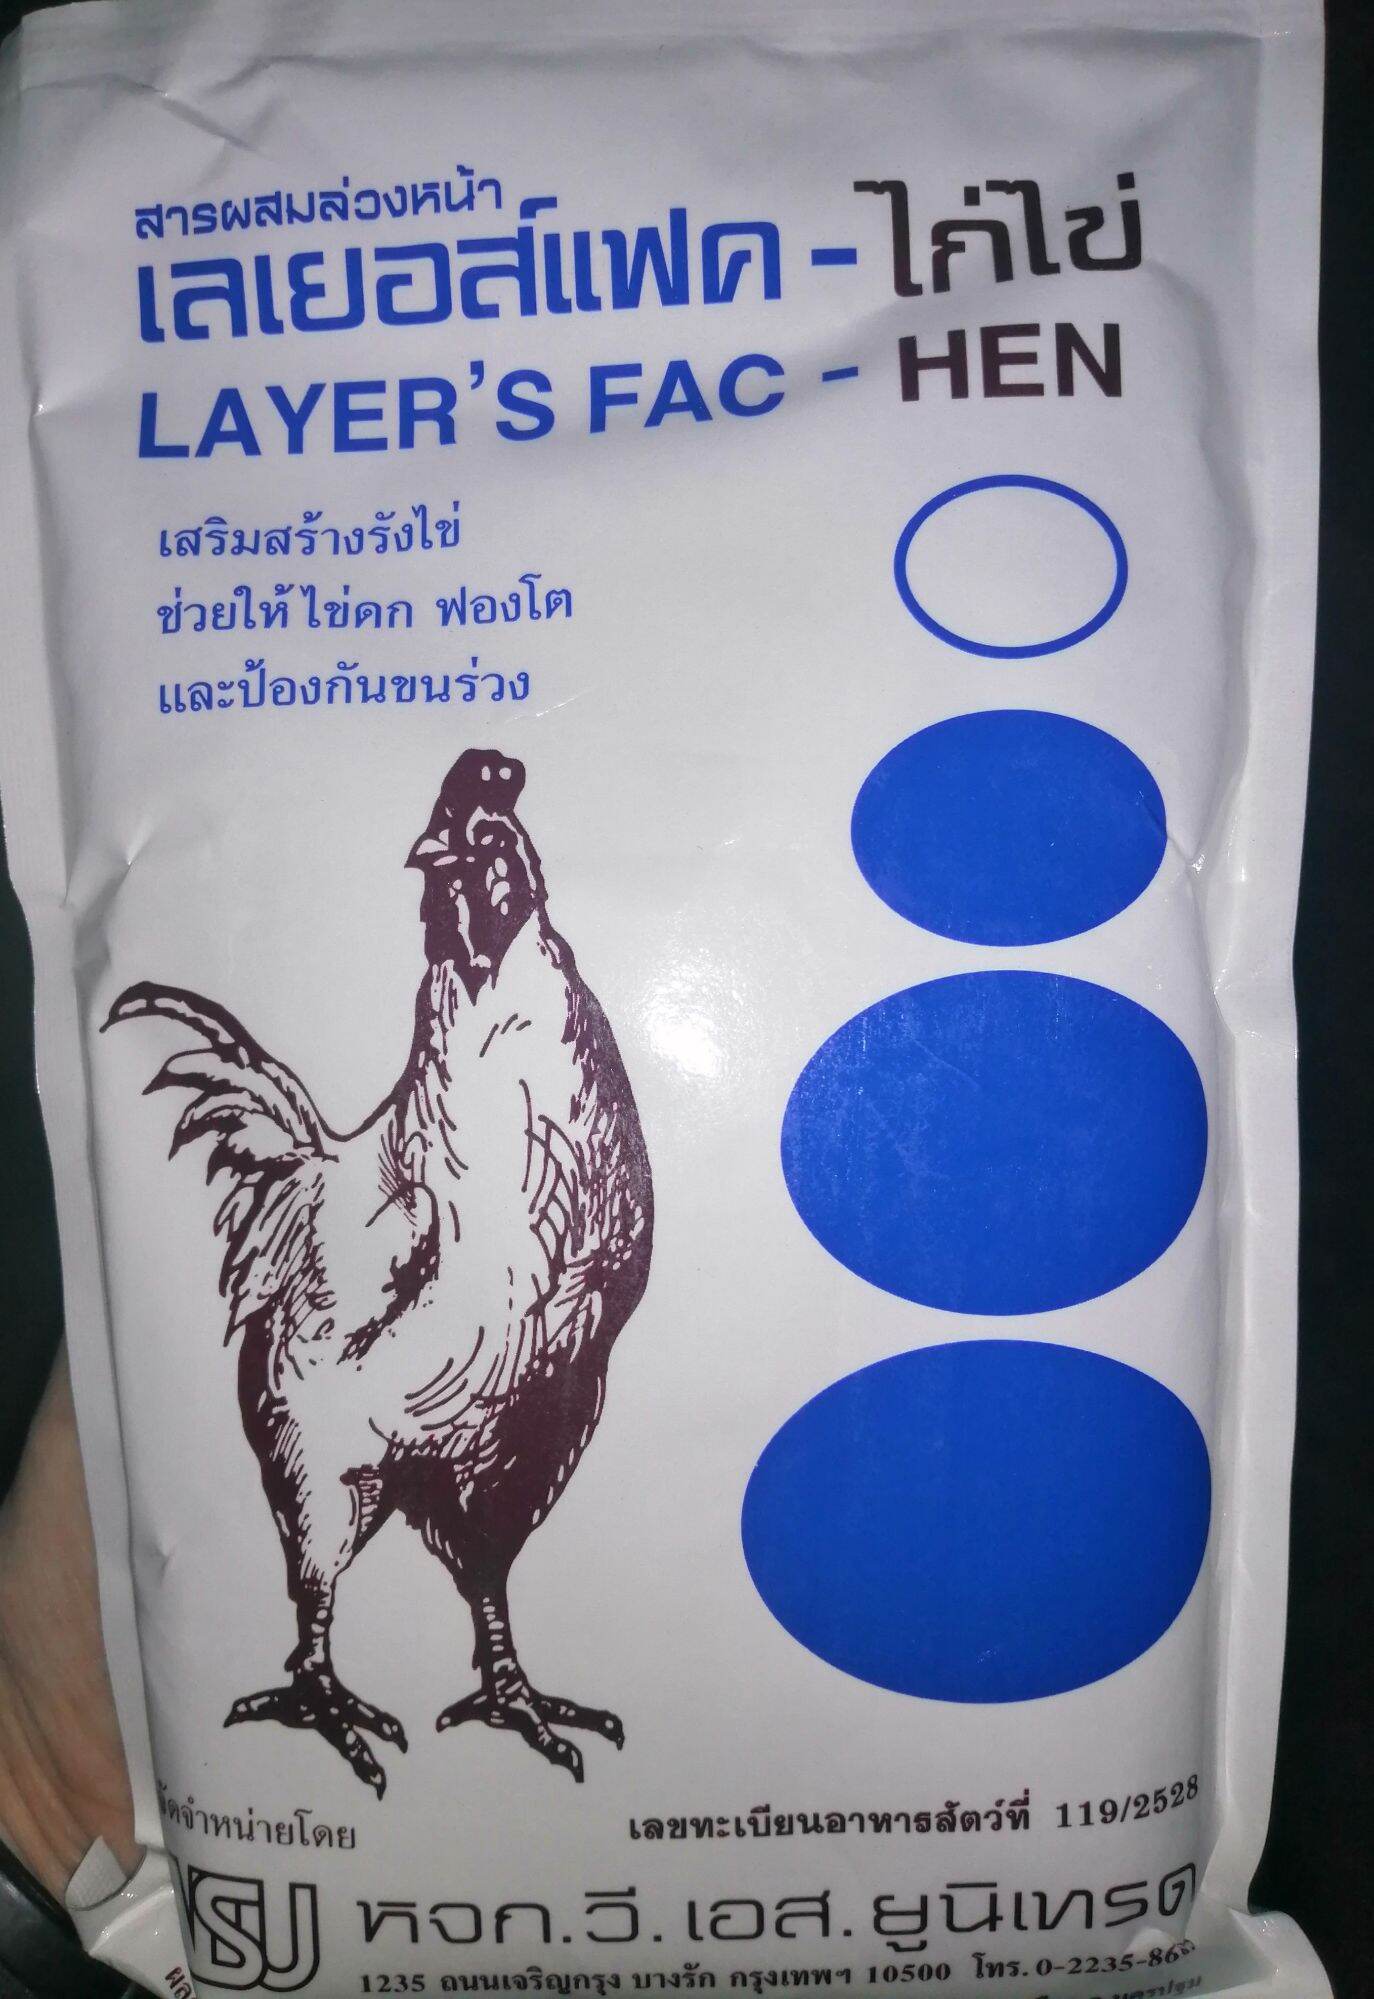 สารผสมล่วงหน้า
เลเยอส์แฟค - ไก่ไข่
LAYER'S FAC - HEN
เสริมสร้างรังไข่
ช่วยให้ไข่ดก ฟองโต
และป้องกันขนร่วง
จัดจำหน่ายโดย
เลขทะเบียนอาหารสัตว์ที่ 119/2528
VSU หจก.วี.เอส.ยูนิเทรด
1235 ถนนเจริญกรุง บางรัก กรุงเทพฯ 10500 โทร.